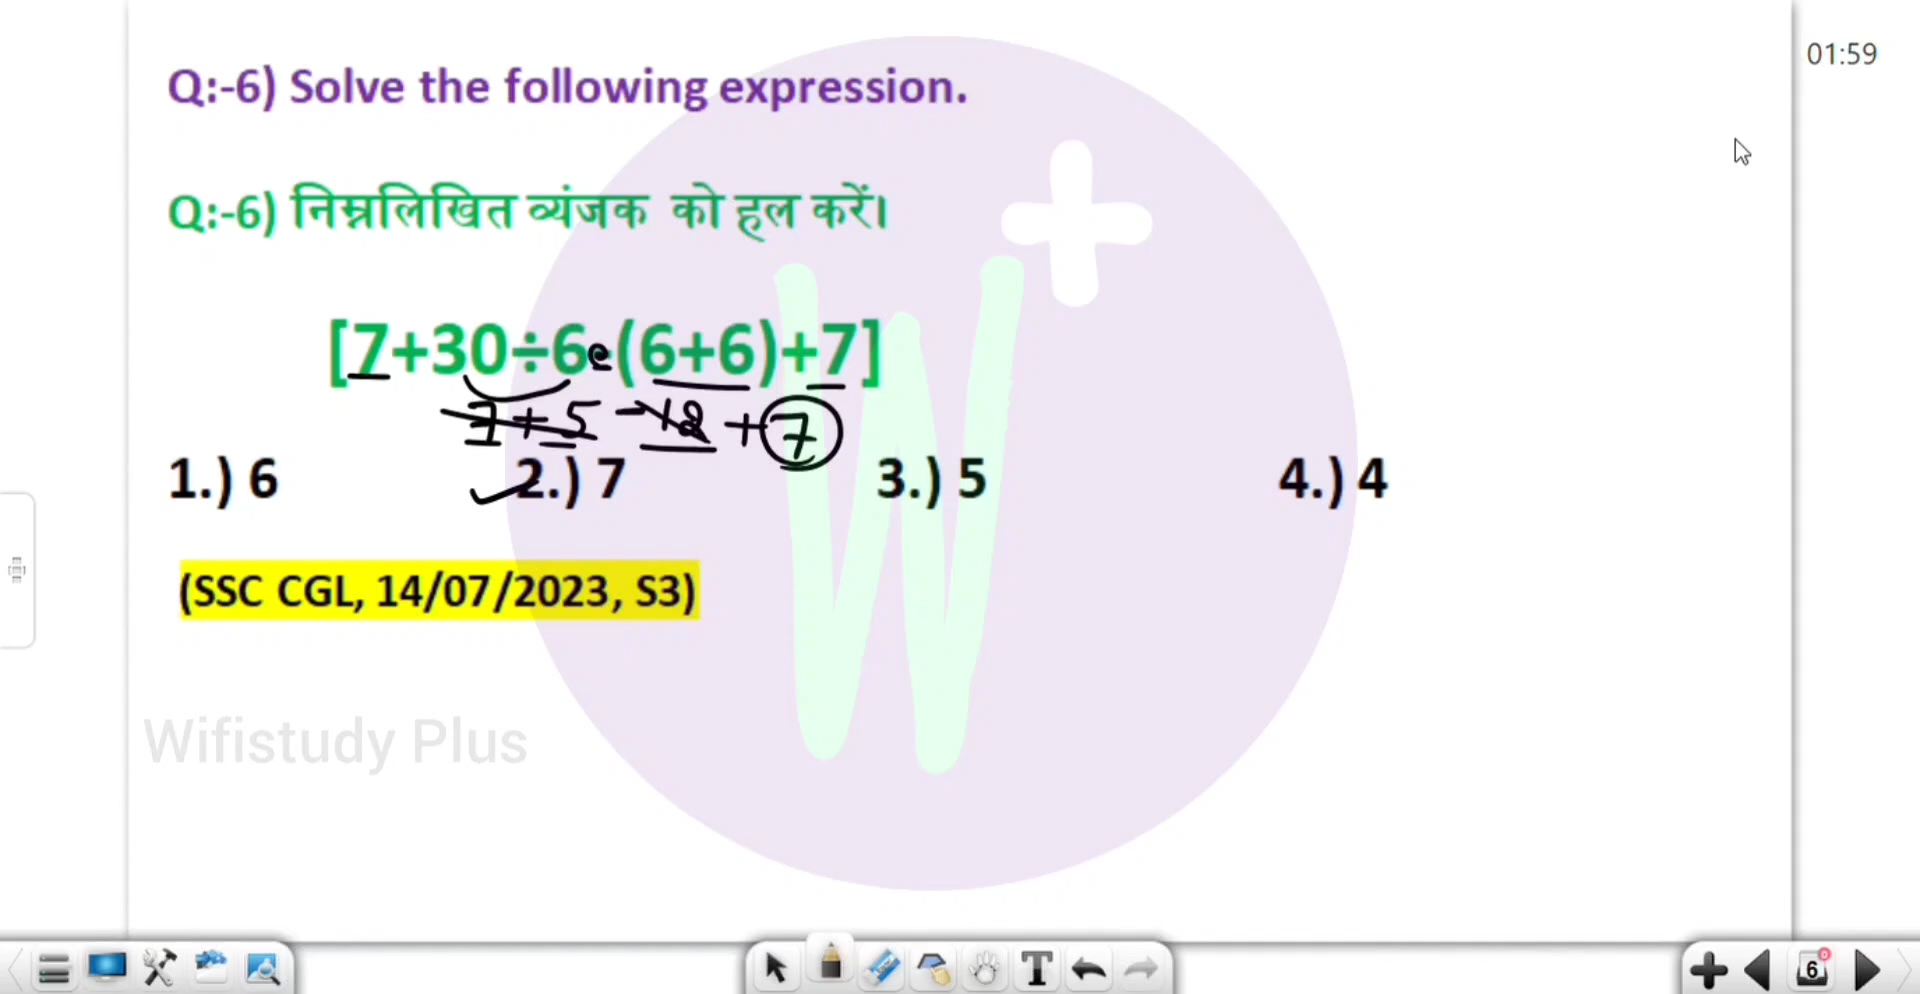 01:59
Q:-6) Solve the following expression.
Q:-6) निम्नलिखित व्यंजक को हल करें।
[7+30÷6-(6+6)+7]
7+5-12+7
1.) 6 2.) 7 3.) 5 4.) 4
(SSC CGL, 14/07/2023, S3)
Wifistudy Plus
6